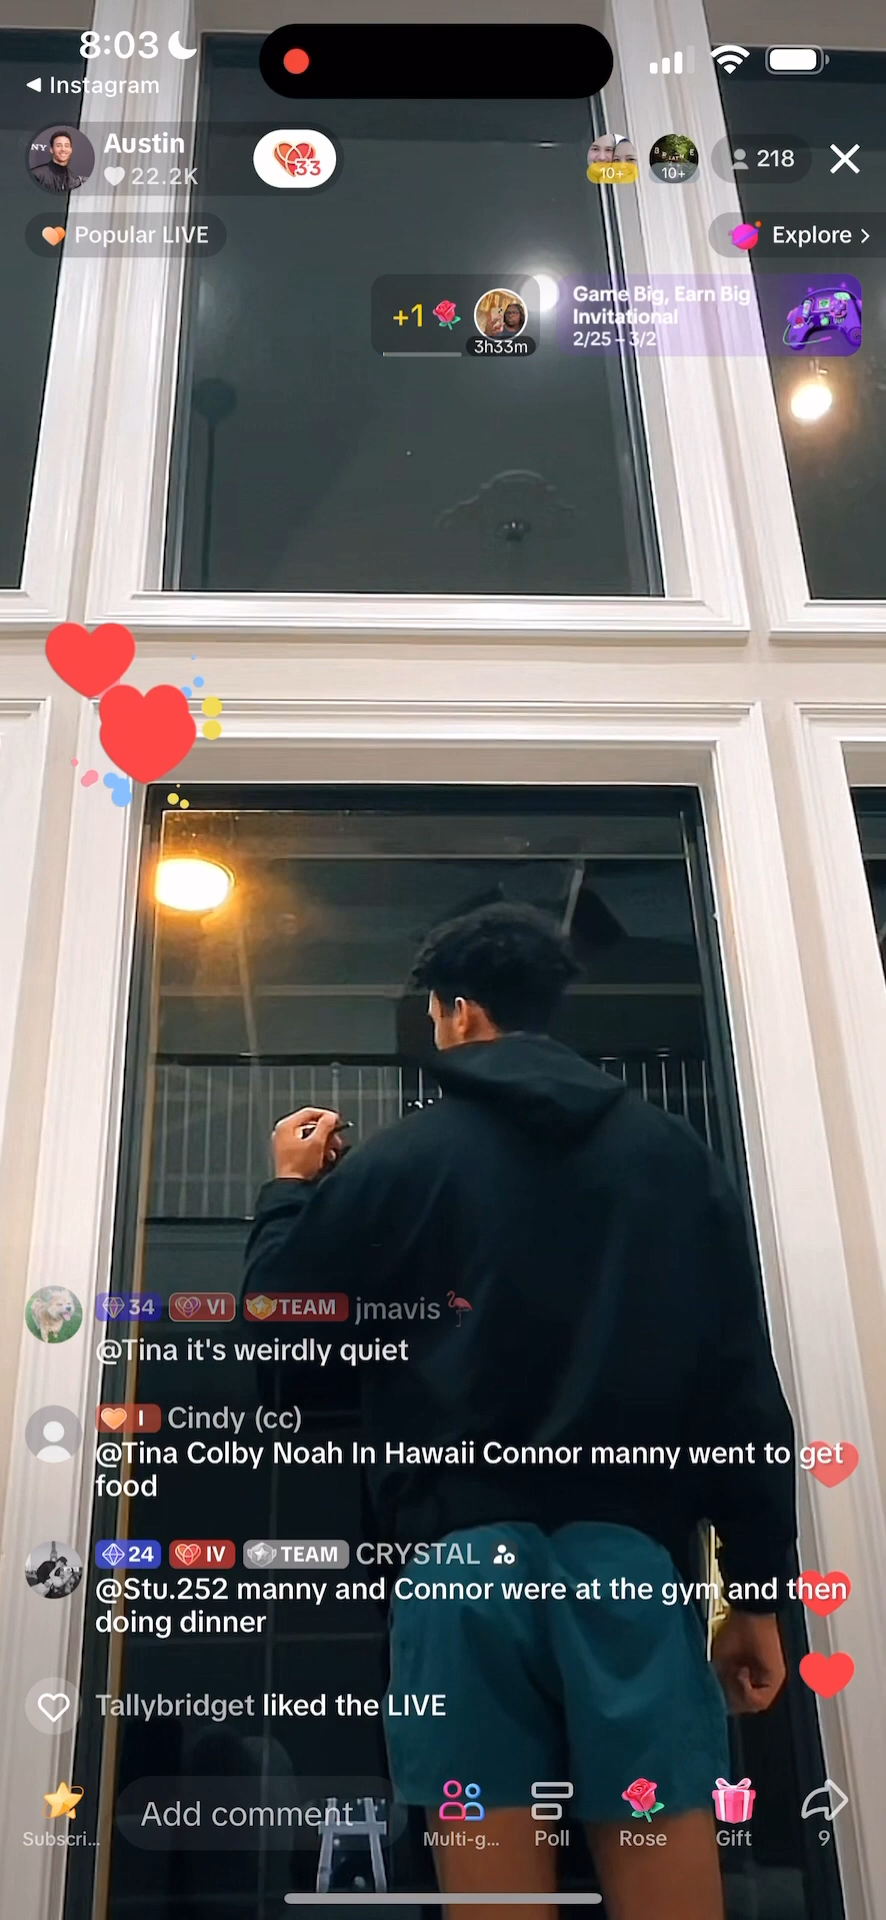 8:03
Instagram
Austin
22.2K
33
10+
10+
218
Popular LIVE
Explore
+1
3h33m
Game Big, Earn Big
Invitational
2/25 - 3/2
34 VI TEAM jmavis
@Tina it's weirdly quiet
I Cindy (cc)
@Tina Colby Noah In Hawaii Connor manny went to get
food
24 IV TEAM CRYSTAL
@Stu.252 manny and Connor were at the gym and then
doing dinner
Tallybridget liked the LIVE
Add comment
Subscri...
Multi-g...
Poll
Rose
Gift
9